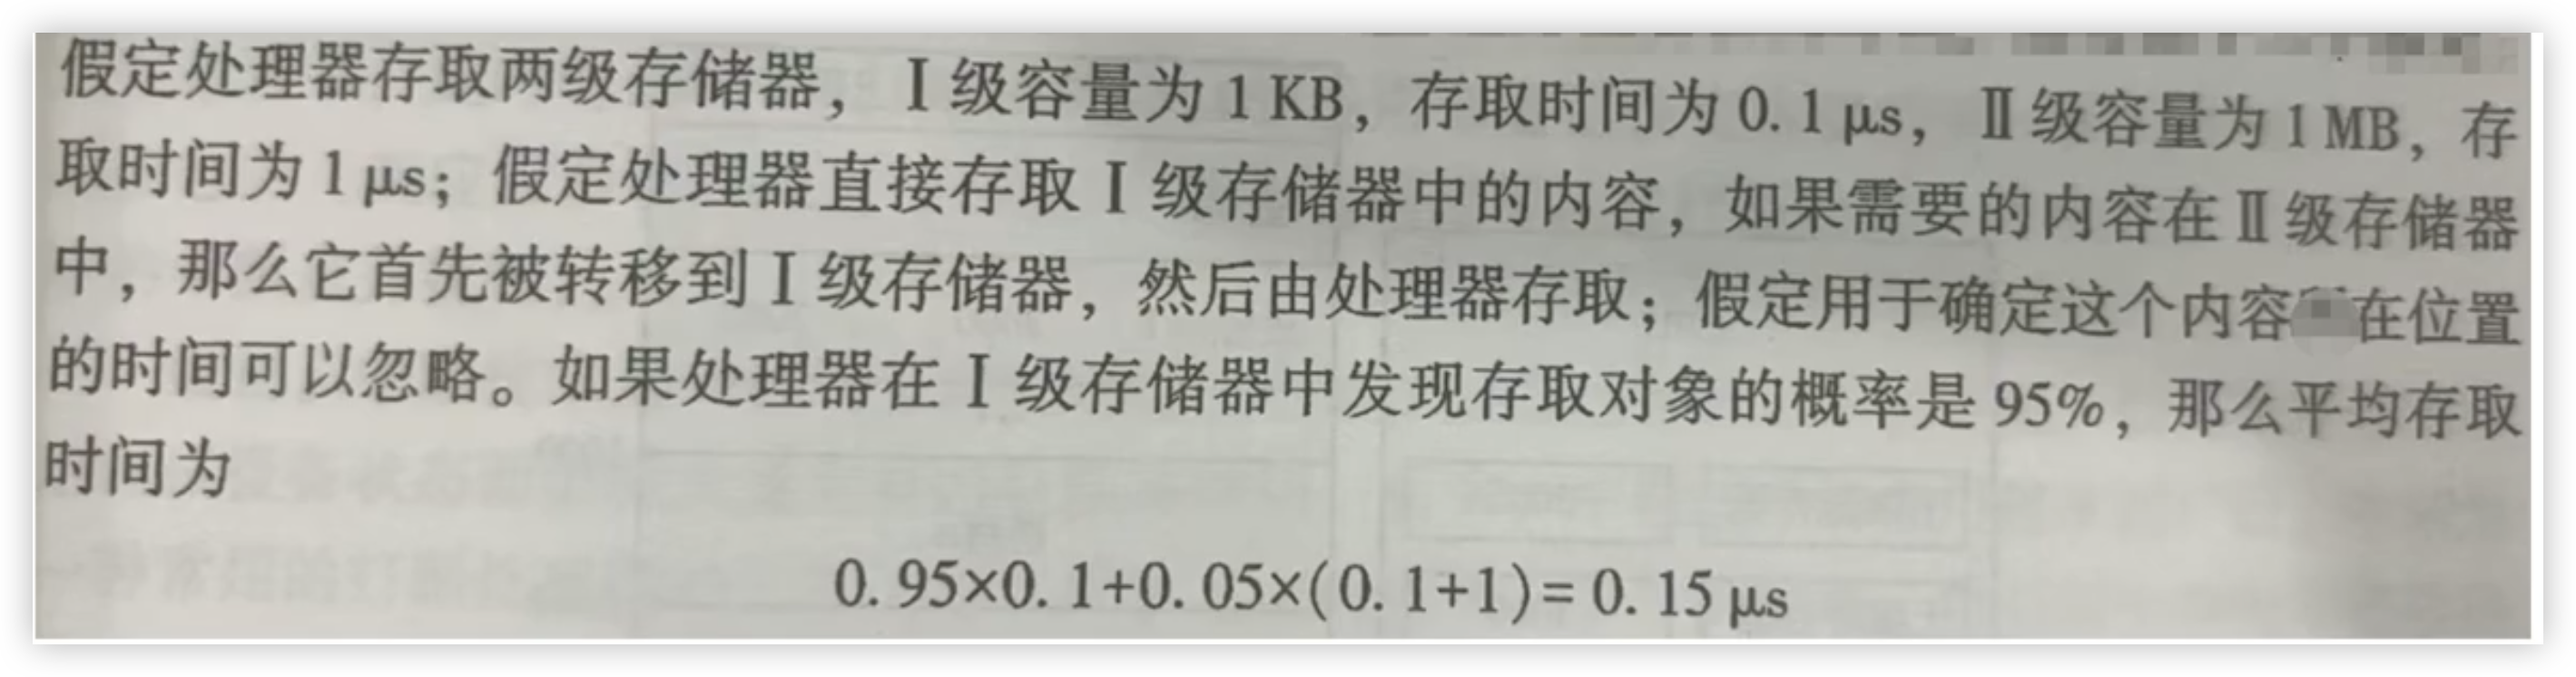 假定处理器存取两级存储器，Ⅰ级容量为 1 KB，存取时间为 0.1 μs，Ⅱ级容量为 1 MB，存
取时间为 1 μs；假定处理器直接存取Ⅰ级存储器中的内容，如果需要的内容在Ⅱ级存储器
中，那么它首先被转移到Ⅰ级存储器，然后由处理器存取；假定用于确定这个内容在位置
的时间可以忽略。如果处理器在Ⅰ级存储器中发现存取对象的概率是 95%，那么平均存取
时间为
0.95×0.1+0.05×(0.1+1)=0.15 μs